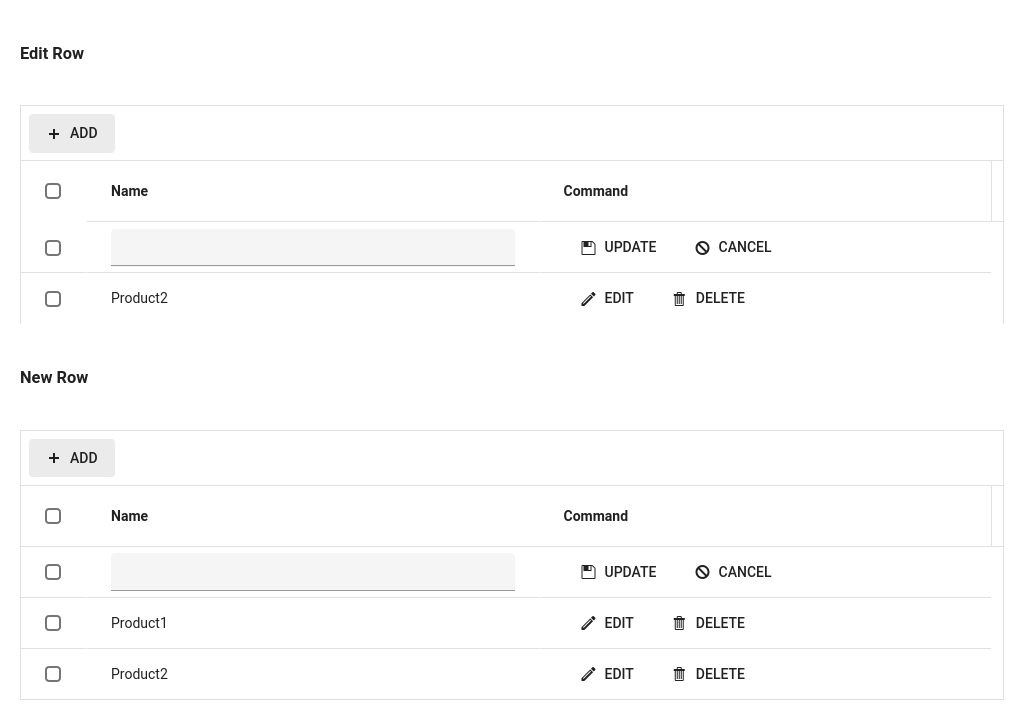 Edit Row
ADD
Name Command
UPDATE CANCEL
Product2 EDIT DELETE
New Row
ADD
Name Command
UPDATE CANCEL
Product1 EDIT DELETE
Product2 EDIT DELETE